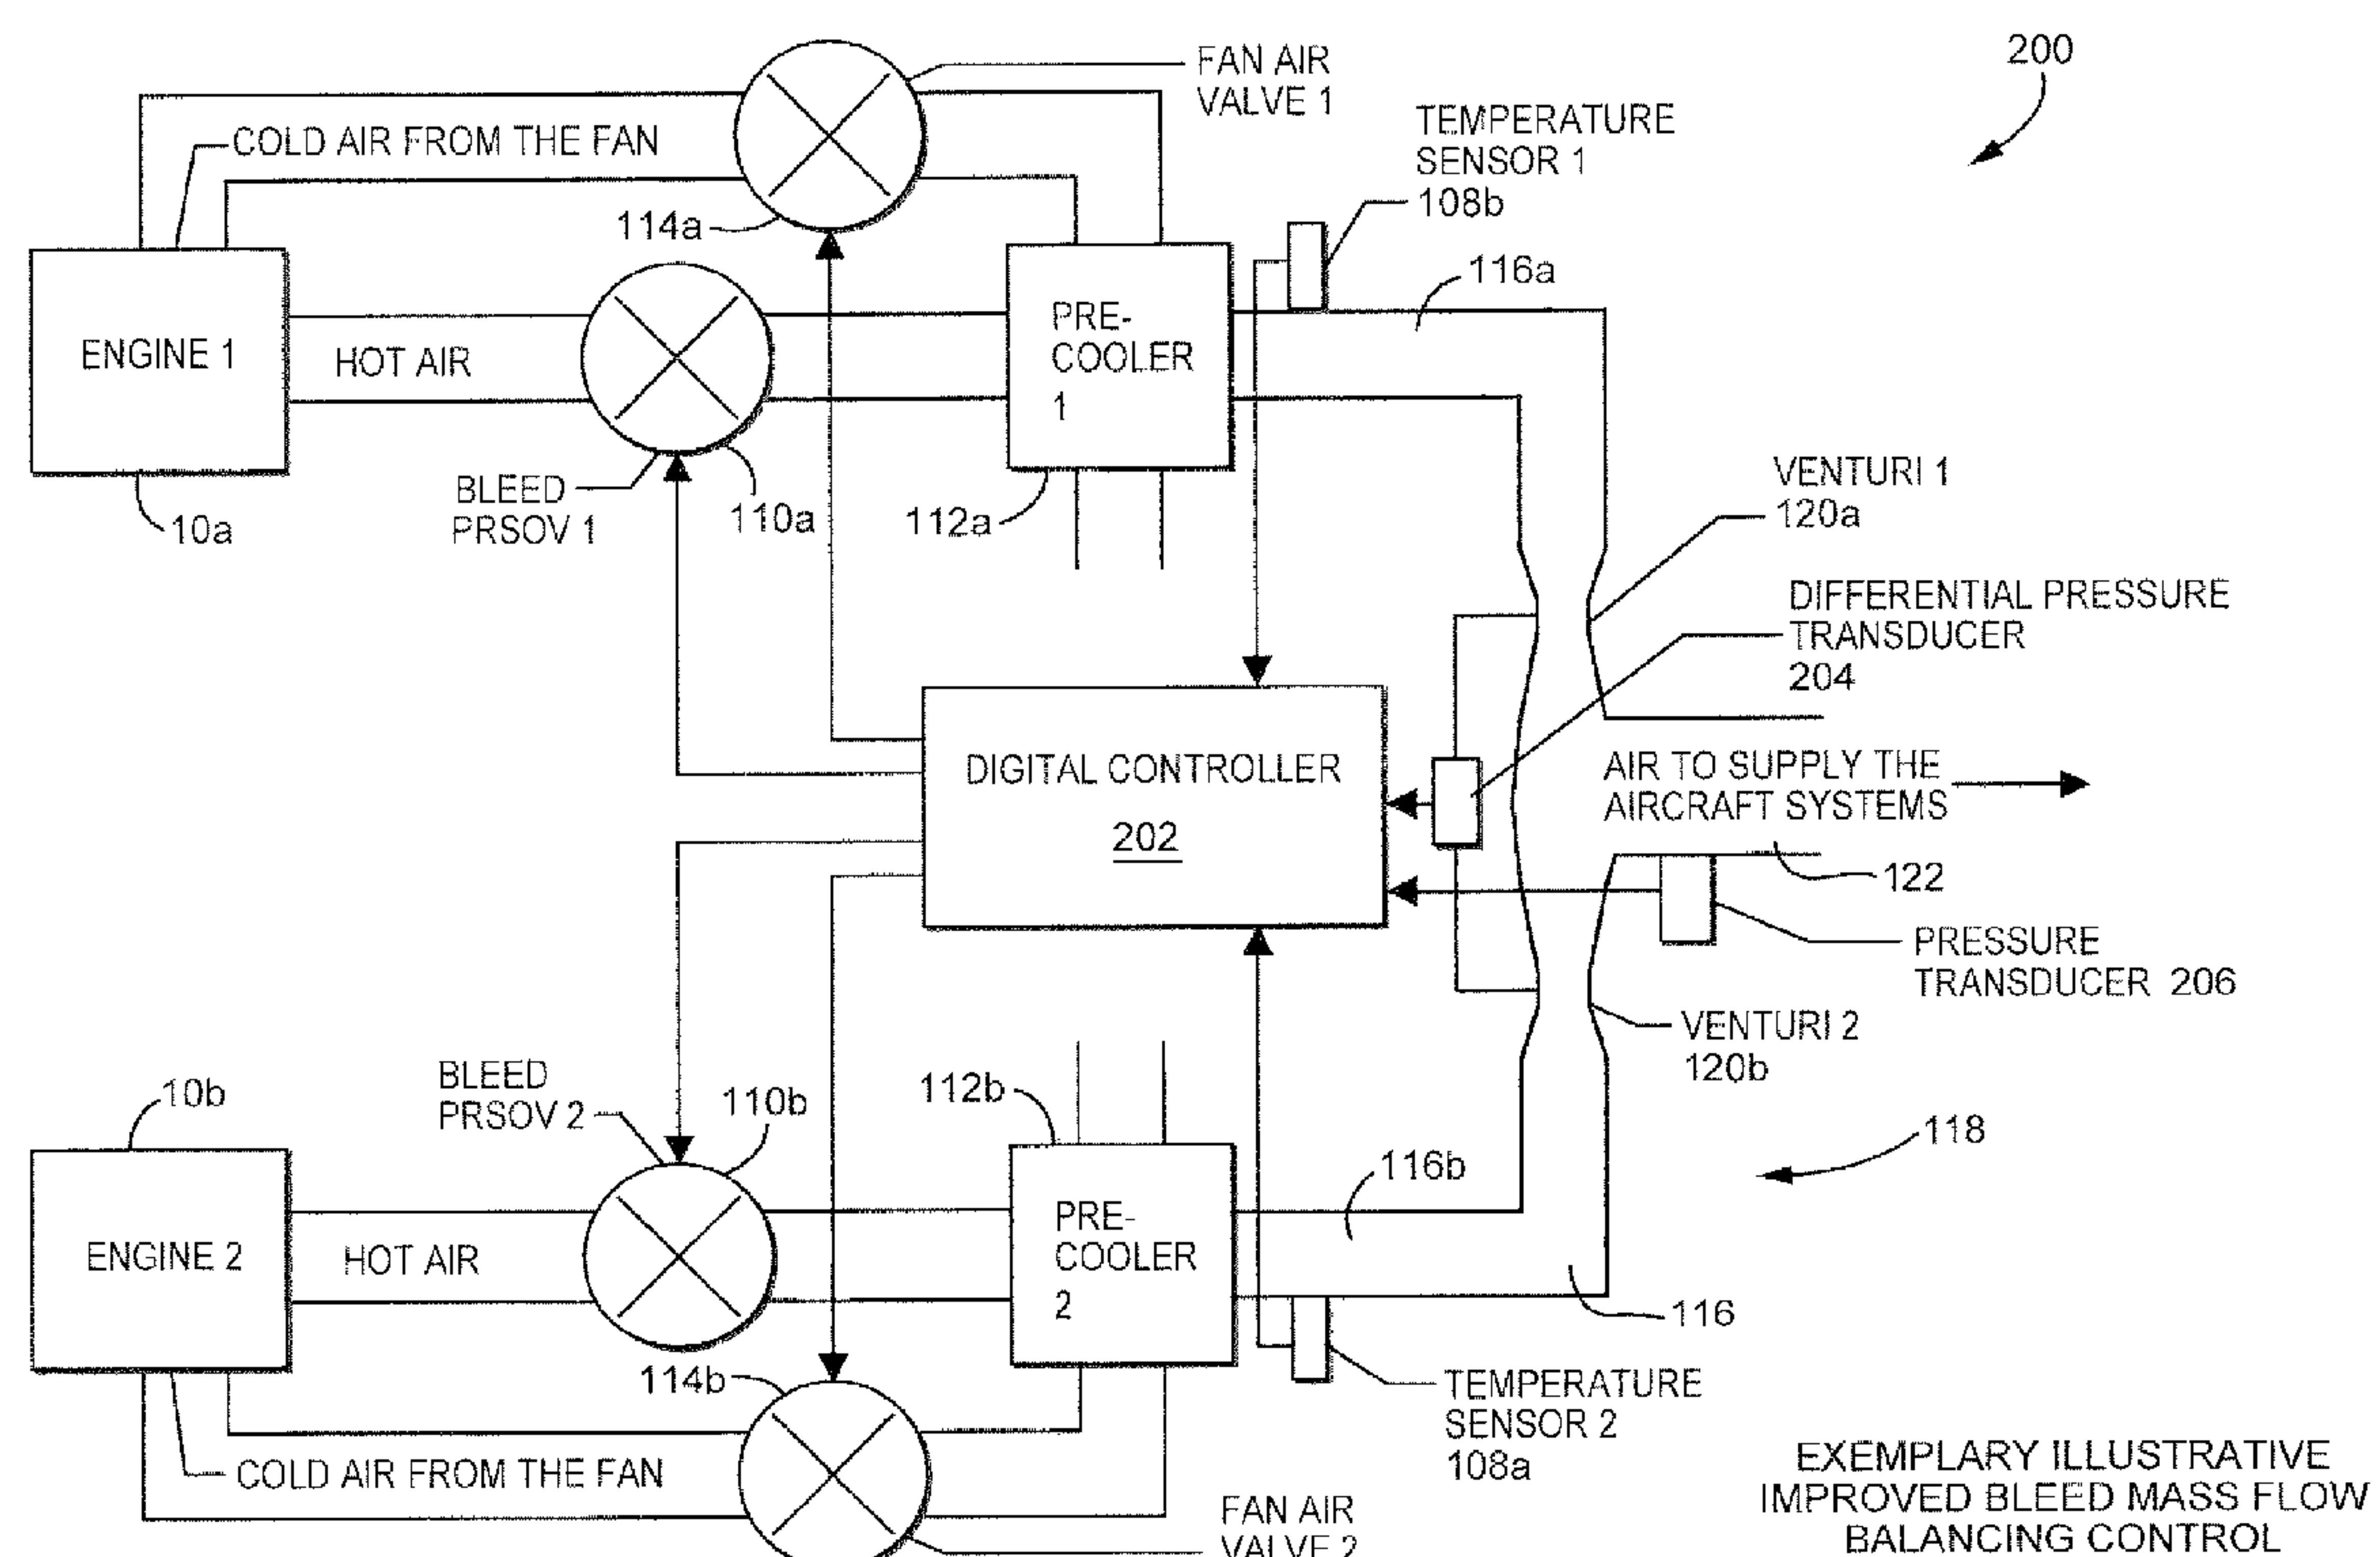 FAN AIR
VALVE 1
200
COLD AIR FROM THE FAN
TEMPERATURE
SENSOR 1
108b
114a
116a
ENGINE 1
HOT AIR
PRE-
COOLER
1
BLEED
PRSOV 1
10a
110a
112a
VENTURI 1
120a
DIFFERENTIAL PRESSURE
TRANSDUCER
204
DIGITAL CONTROLLER
202
AIR TO SUPPLY THE
AIRCRAFT SYSTEMS
122
PRESSURE
TRANSDUCER 206
VENTURI 2
120b
BLEED
PRSOV 2
10b
110b
112b
118
116b
ENGINE 2
HOT AIR
PRE-
COOLER
2
116
114b
TEMPERATURE
SENSOR 2
108a
COLD AIR FROM THE FAN
FAN AIR
VALVE 2
EXEMPLARY ILLUSTRATIVE
IMPROVED BLEED MASS FLOW
BALANCING CONTROL